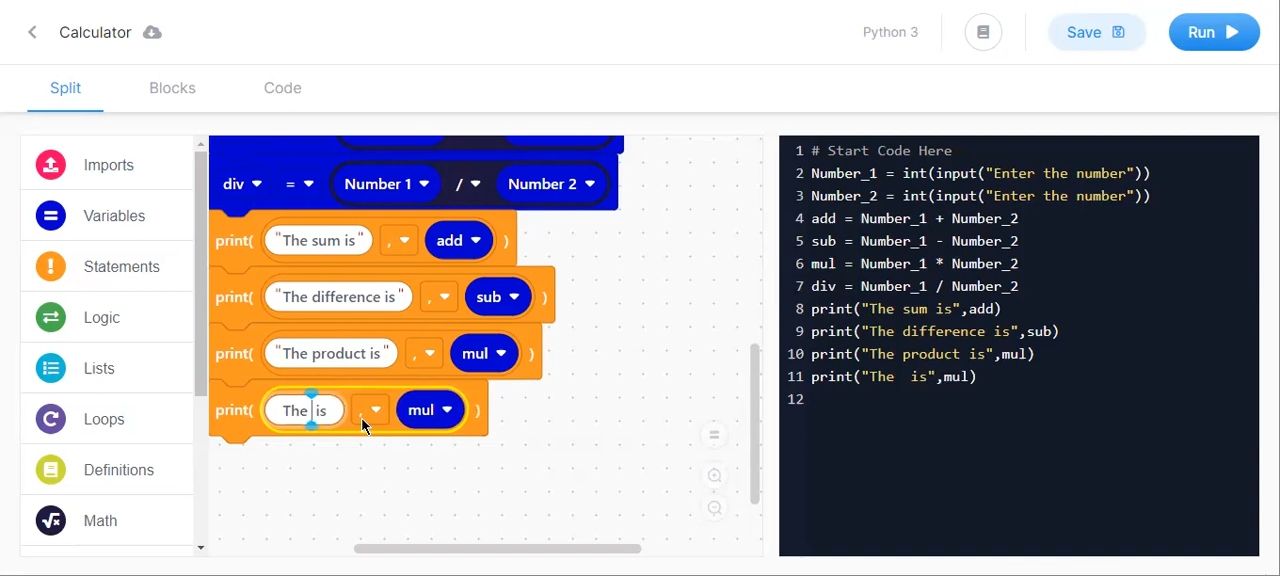 Calculator
Python 3
Save
Run
Split
Blocks
Code
Imports
Variables
Statements
Logic
Lists
Loops
Definitions
Math
div = Number 1 / Number 2
print( "The sum is" , add )
print( "The difference is" , sub )
print( "The product is" , mul )
print( The is , mul )
1 # Start Code Here
2 Number_1 = int(input("Enter the number"))
3 Number_2 = int(input("Enter the number"))
4 add = Number_1 + Number_2
5 sub = Number_1 - Number_2
6 mul = Number_1 * Number_2
7 div = Number_1 / Number_2
8 print("The sum is",add)
9 print("The difference is",sub)
10 print("The product is",mul)
11 print("The  is",mul)
12